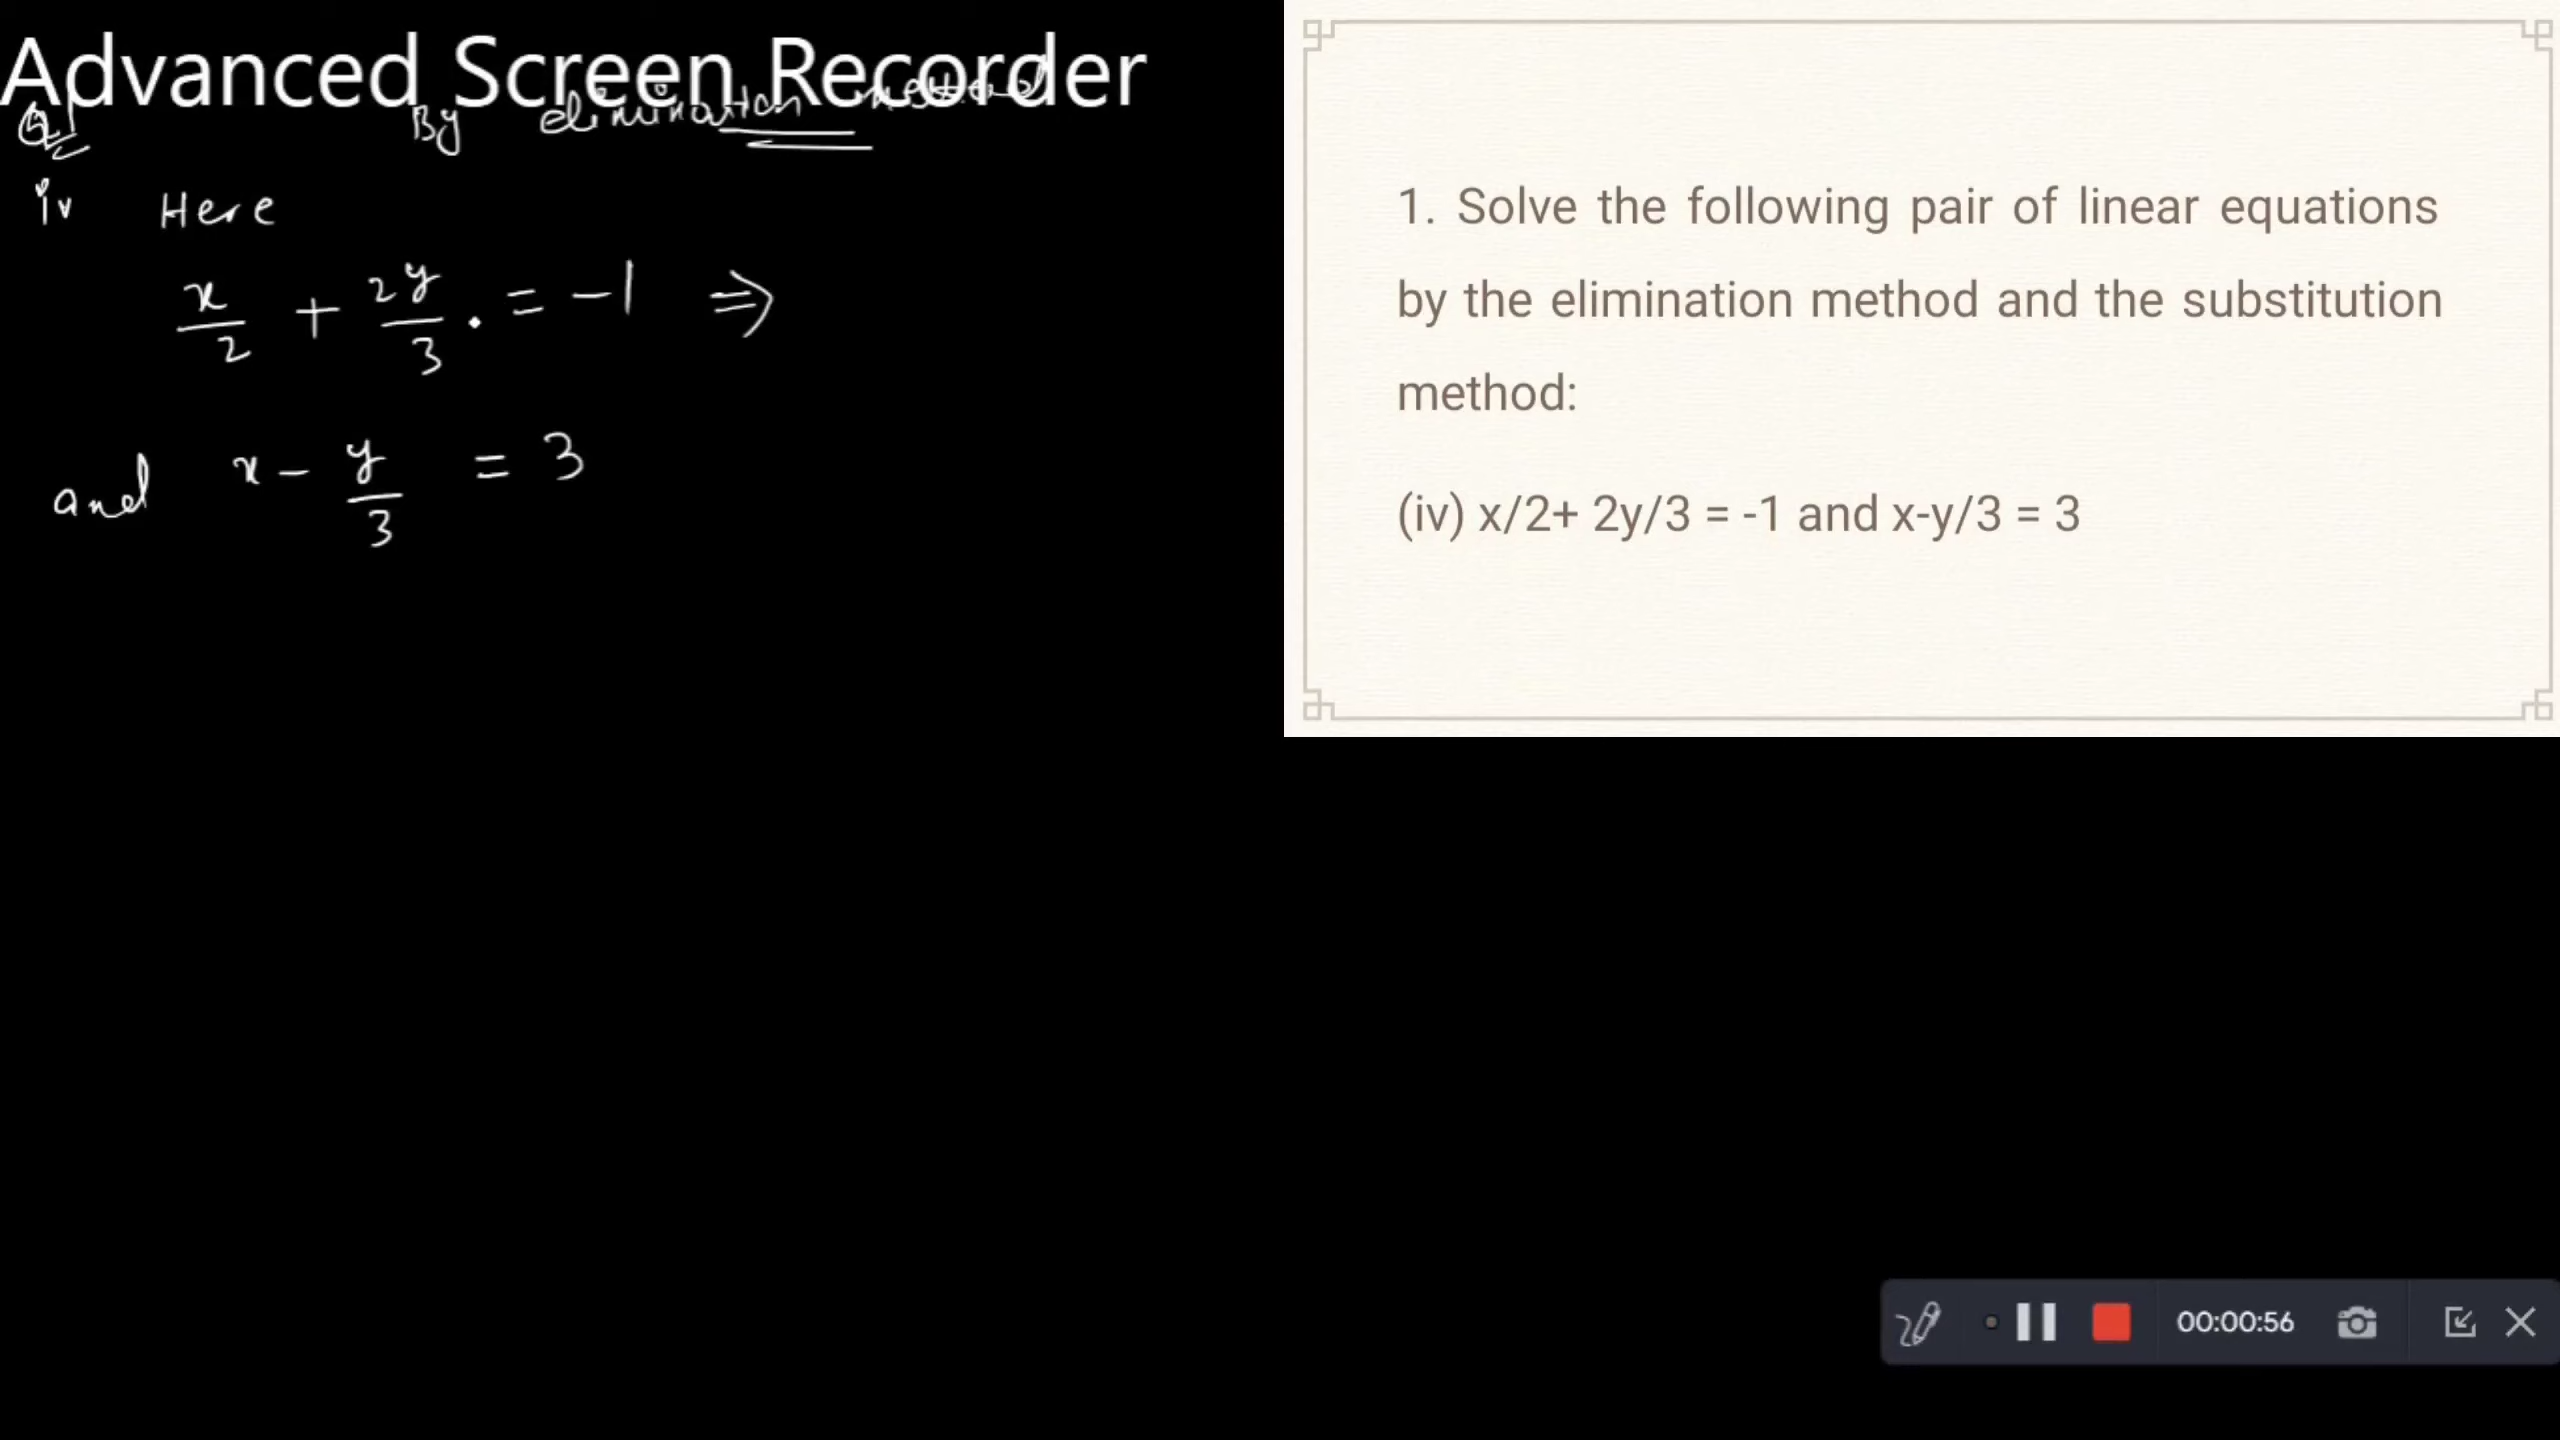 Advanced Screen Recorder
Q1 By elimination method
iv Here
x/2 + 2y/3 . = -1 ⇒
and x - y/3 = 3
1. Solve the following pair of linear equations
by the elimination method and the substitution
method:
(iv) x/2+ 2y/3 = -1 and x-y/3 = 3
00:00:56